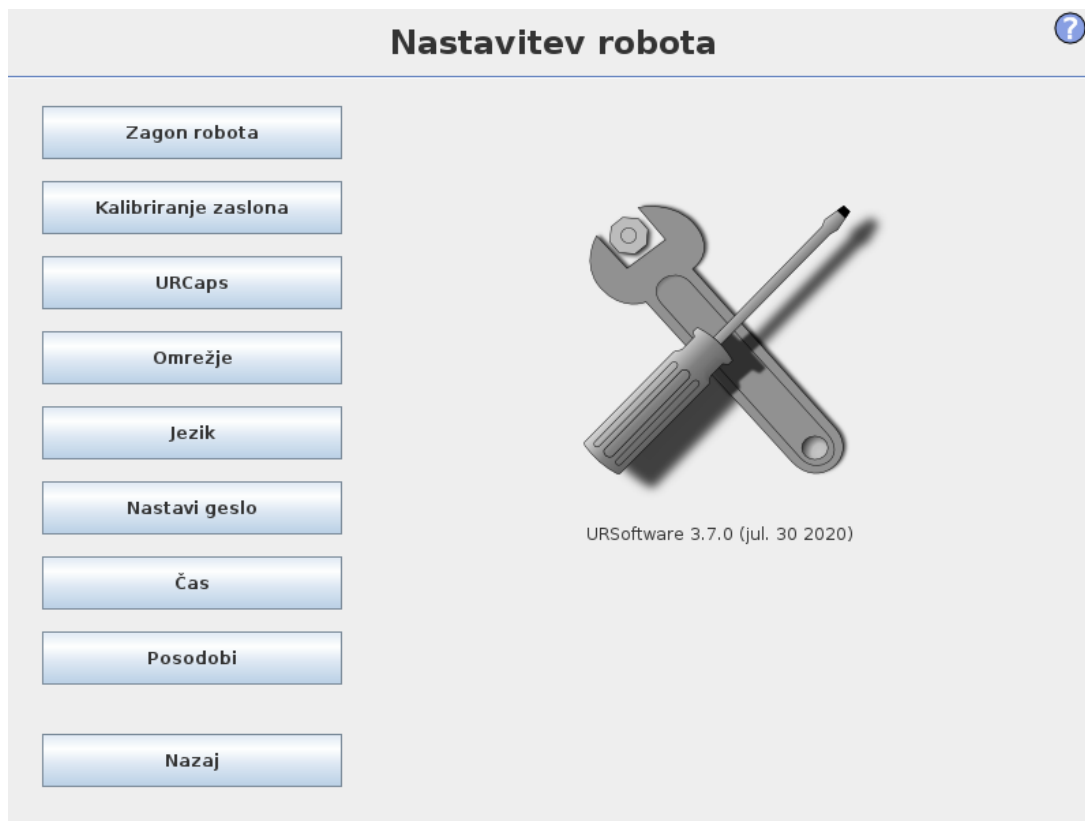 Nastavitev robota
?
Zagon robota
Kalibriranje zaslona
URCaps
Omrežje
Jezik
Nastavi geslo
Čas
Posodobi
Nazaj
URSoftware 3.7.0 (jul. 30 2020)